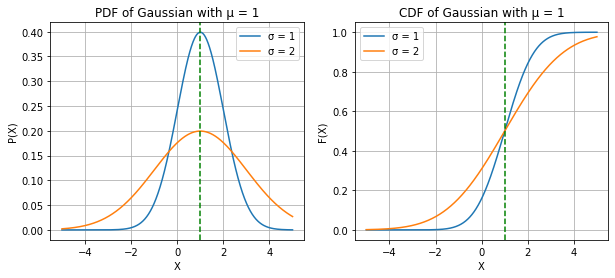 PDF of Gaussian with μ = 1
P(X)
0.40
0.35
0.30
0.25
0.20
0.15
0.10
0.05
0.00
σ = 1
σ = 2
−4
−2
0
2
4
X
CDF of Gaussian with μ = 1
F(X)
1.0
0.8
0.6
0.4
0.2
0.0
σ = 1
σ = 2
−4
−2
0
2
4
X